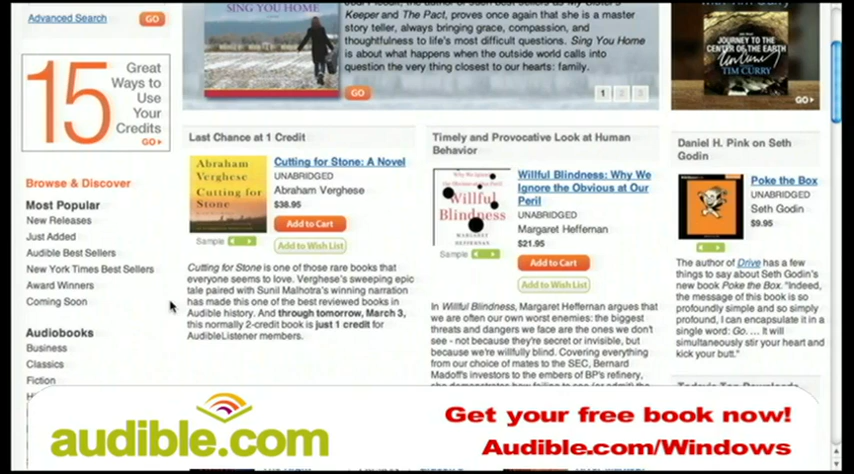 Advanced Search
GO
SING YOU HOME
Keeper and The Pact, proves once again that she is a master
story teller, always bringing grace, compassion, and
thoughtfulness to life's most difficult questions. Sing You Home
is about what happens when the outside world calls into
question the very thing closest to our hearts: family.
GO
1 2 3
JOURNEY TO THE
CENTER OF THE EARTH
TIM CURRY
GO
15
Great
Ways to
Use
Your
Credits
GO
Browse & Discover
Most Popular
New Releases
Just Added
Audible Best Sellers
New York Times Best Sellers
Award Winners
Coming Soon
Audiobooks
Business
Classics
Fiction
Last Chance at 1 Credit
Abraham
Verghese
Cutting for
Stone
Sample
Cutting for Stone: A Novel
UNABRIDGED
Abraham Verghese
$38.95
Add to Cart
Add to Wish List
Cutting for Stone is one of those rare books that
everyone seems to love. Verghese's sweeping epic
tale paired with Sunil Malhotra's winning narration
has made this one of the best reviewed books in
Audible history. And through tomorrow, March 3,
this normally 2-credit book is just 1 credit for
AudibleListener members.
Timely and Provocative Look at Human
Behavior
Willful
Blindness
MARGARET
HEFFERNAN
Sample
Willful Blindness: Why We
Ignore the Obvious at Our
Peril
UNABRIDGED
Margaret Heffernan
$21.95
Add to Cart
Add to Wish List
In Willful Blindness, Margaret Heffernan argues that
we are often our own worst enemies: the biggest
threats and dangers we face are the ones we don't
see - not because they're secret or invisible, but
because we're willfully blind. Covering everything
from our choice of mates to the SEC, Bernard
Madoff's investors to the embers of BP's refinery,
Daniel H. Pink on Seth
Godin
Poke the Box
UNABRIDGED
Seth Godin
$9.95
The author of Drive has a few
things to say about Seth Godin's
new book Poke the Box. "Indeed,
the message of this book is so
profoundly simple and so simply
profound, I can encapsulate it in a
single word: Go. ... It will
simultaneously stir your heart and
kick your butt."
audible.com
Get your free book now!
Audible.com/Windows